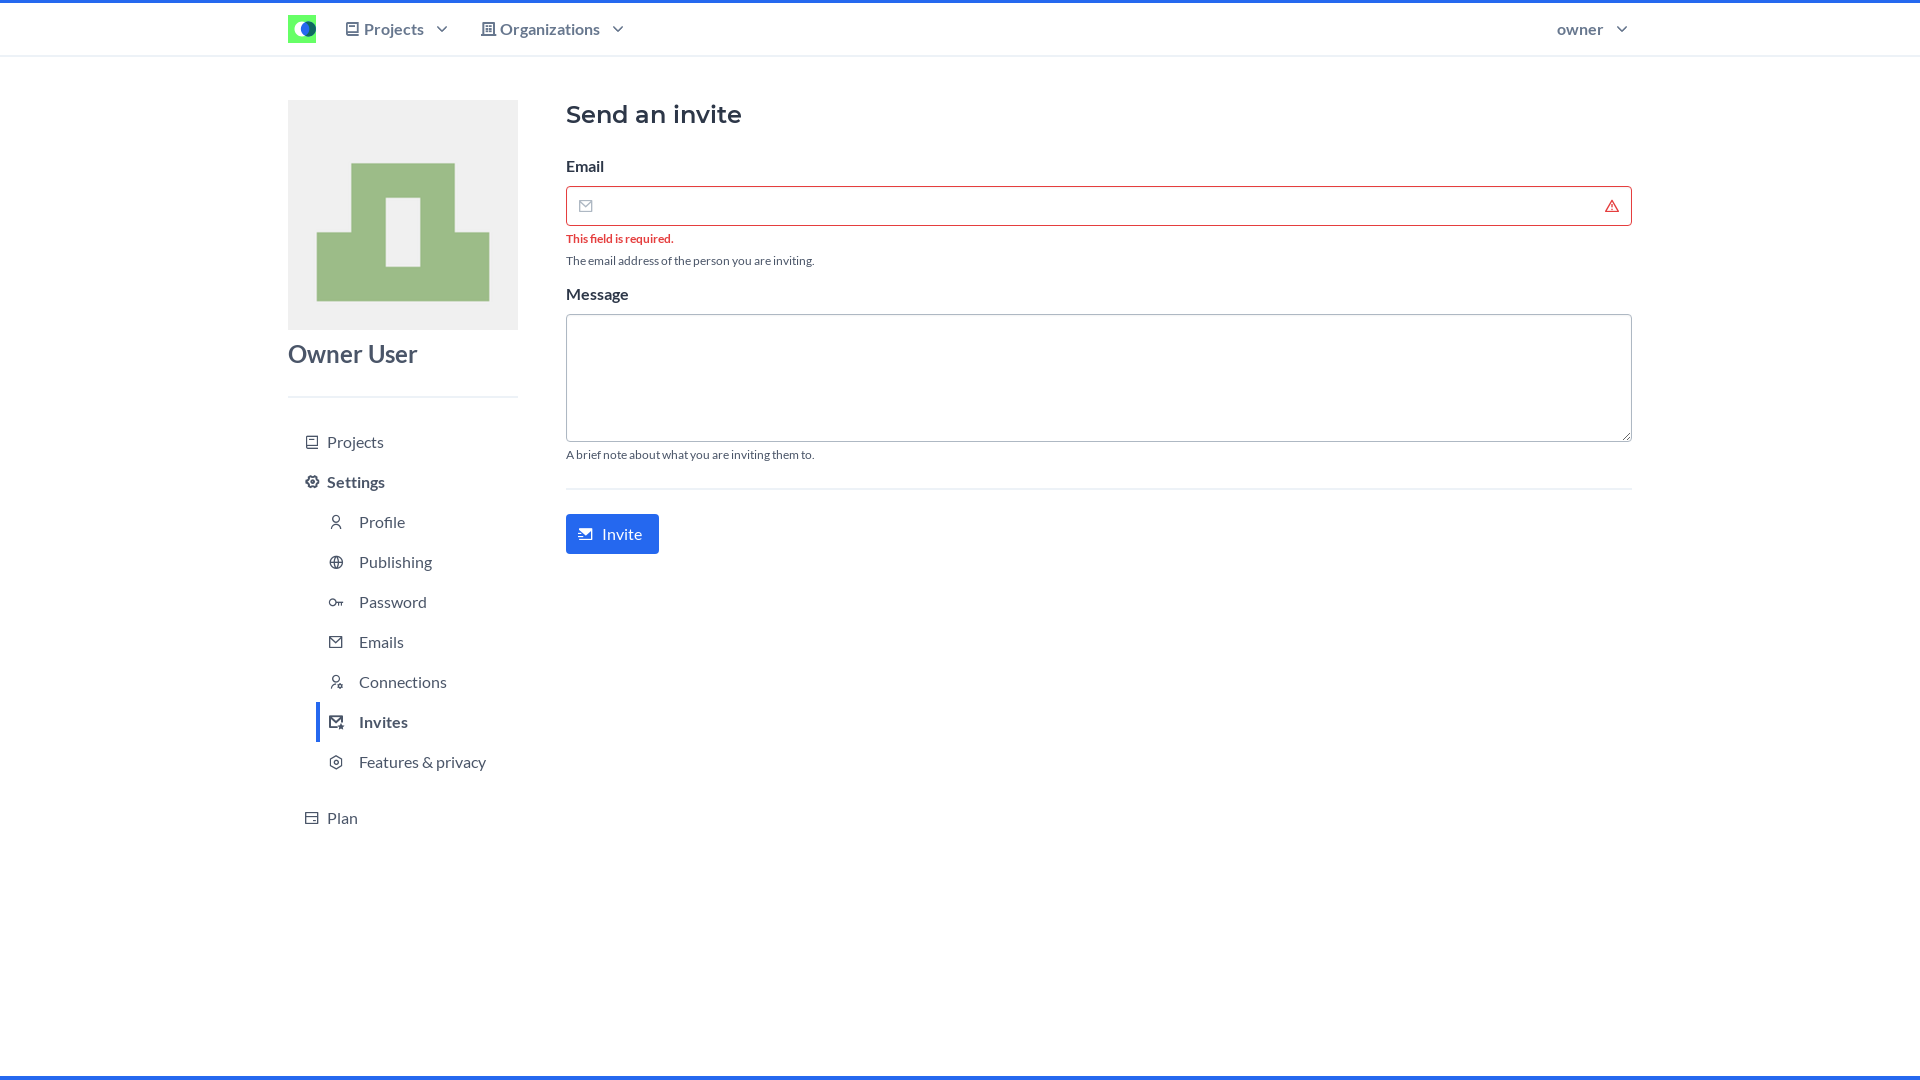 Projects
Organizations
owner
Owner User
Projects
Settings
Profile
Publishing
Password
Emails
Connections
Invites
Features & privacy
Plan
Send an invite
Email
This field is required.
The email address of the person you are inviting.
Message
A brief note about what you are inviting them to.
Invite